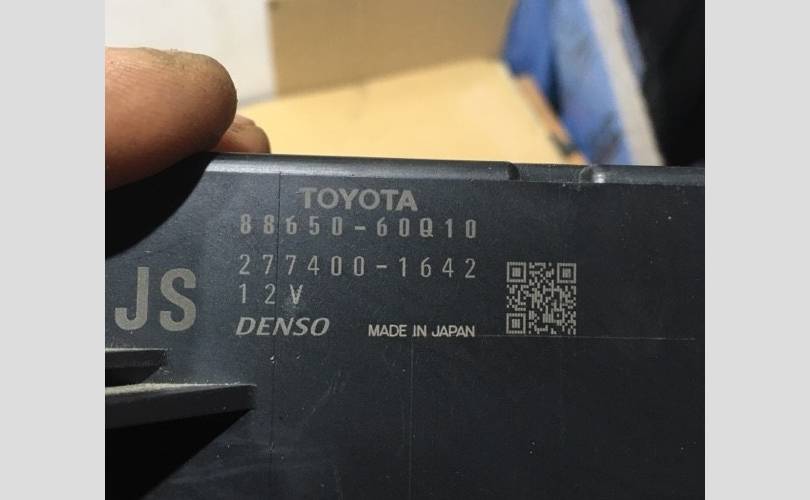 TOYOTA
88650-60Q10
277400-1642
12V
JS
DENSO MADE IN JAPAN